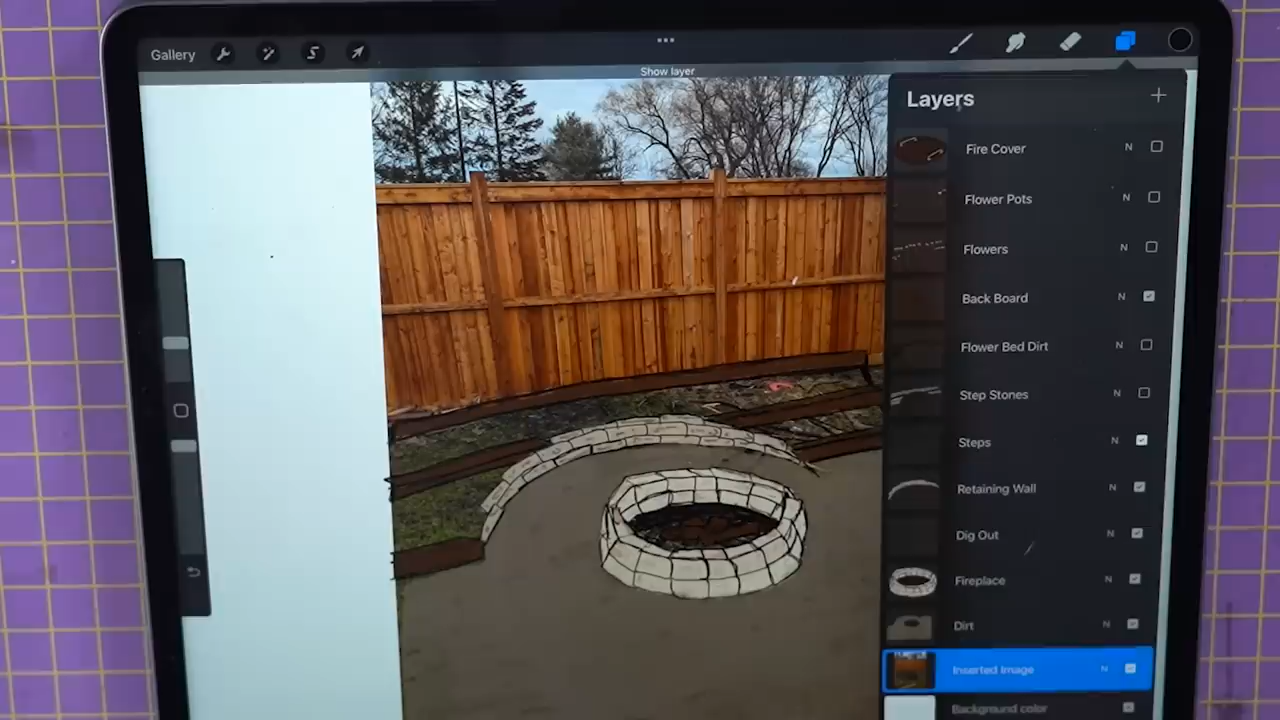 Gallery
Show layer
Layers
Fire Cover N
Flower Pots N
Flowers N
Back Board N
Flower Bed Dirt N
Step Stones N
Steps N
Retaining Wall N
Dig Out N
Fireplace N
Dirt N
Inserted Image N
Background color